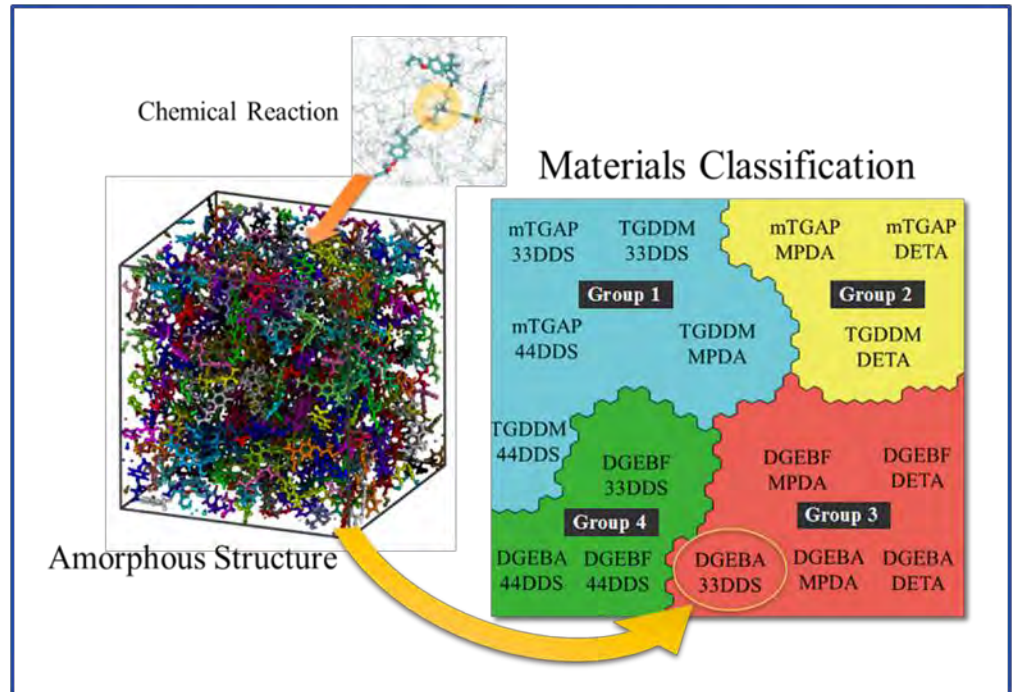 Chemical Reaction
Materials Classification
mTGAP
33DDS
TGDDM
33DDS
mTGAP
MPDA
mTGAP
DETA
Group 1
Group 2
mTGAP
44DDS
TGDDM
MPDA
TGDDM
DETA
TGDDM
44DDS
DGEBF
33DDS
DGEBF
MPDA
DGEBF
DETA
Group 4
Group 3
DGEBA
44DDS
DGEBF
44DDS
DGEBA
33DDS
DGEBA
MPDA
DGEBA
DETA
Amorphous Structure